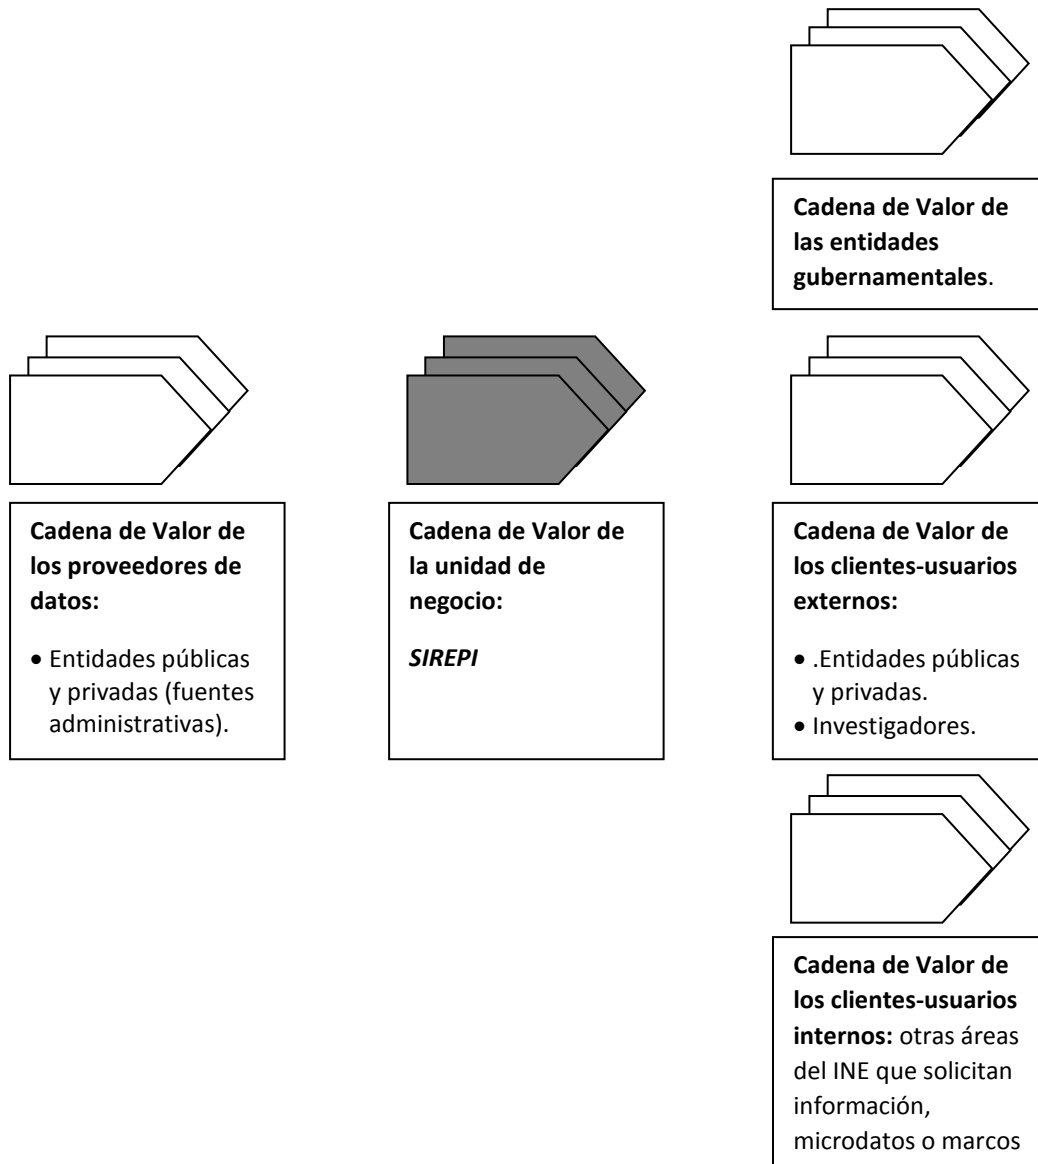 Cadena de Valor de
las entidades
gubernamentales.
Cadena de Valor de
los proveedores de
datos:
• Entidades públicas
y privadas (fuentes
administrativas).
Cadena de Valor de
la unidad de
negocio:
SIREPI
Cadena de Valor de
los clientes-usuarios
externos:
• .Entidades públicas
y privadas.
• Investigadores.
Cadena de Valor de
los clientes-usuarios
internos: otras áreas
del INE que solicitan
información,
microdatos o marcos